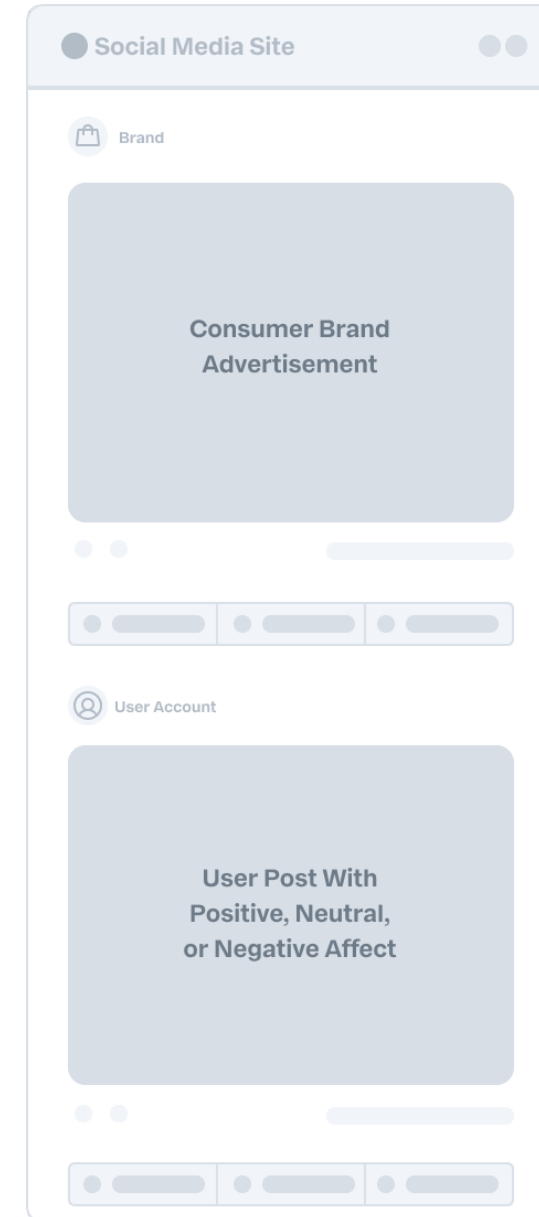 Social Media Site
Brand
Consumer Brand
Advertisement
User Account
User Post With
Positive, Neutral,
or Negative Affect